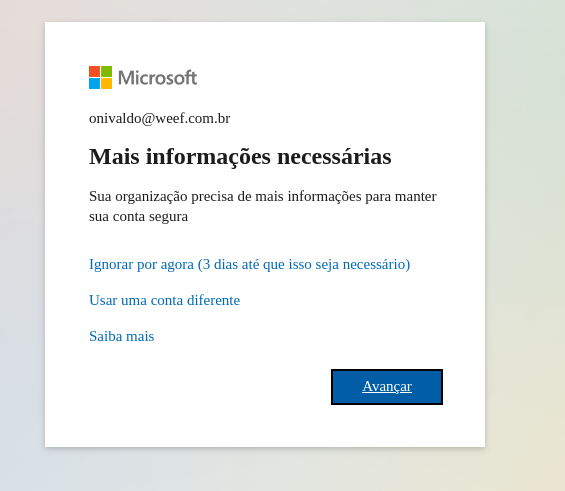 Microsoft
onivaldo@weef.com.br
Mais informações necessárias
Sua organização precisa de mais informações para manter
sua conta segura
Ignorar por agora (3 dias até que isso seja necessário)
Usar uma conta diferente
Saiba mais
Avançar